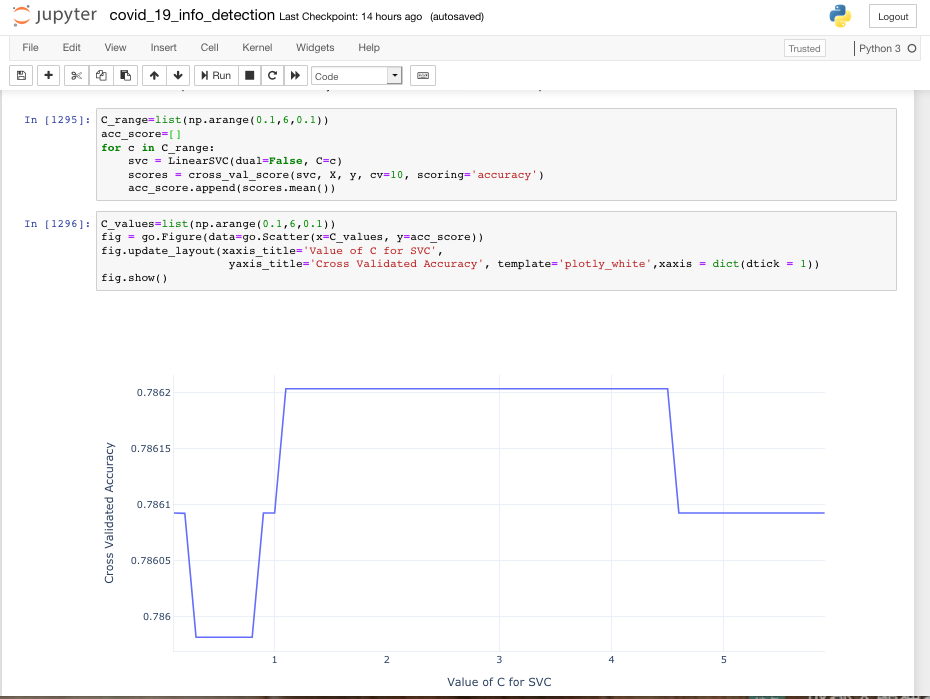 jupyter covid_19_info_detection Last Checkpoint: 14 hours ago (autosaved)
Logout
File Edit View Insert Cell Kernel Widgets Help Trusted Python 3
Run Code
In [1295]:
C_range=list(np.arange(0.1,6,0.1))
acc_score=[]
for c in C_range:
    svc = LinearSVC(dual=False, C=c)
    scores = cross_val_score(svc, X, y, cv=10, scoring='accuracy')
    acc_score.append(scores.mean())
In [1296]:
C_values=list(np.arange(0.1,6,0.1))
fig = go.Figure(data=go.Scatter(x=C_values, y=acc_score))
fig.update_layout(xaxis_title='Value of C for SVC',
                   yaxis_title='Cross Validated Accuracy', template='plotly_white',xaxis = dict(dtick = 1))
fig.show()
0.7862
0.78615
0.7861
0.78605
0.786
Cross Validated Accuracy
1 2 3 4 5
Value of C for SVC